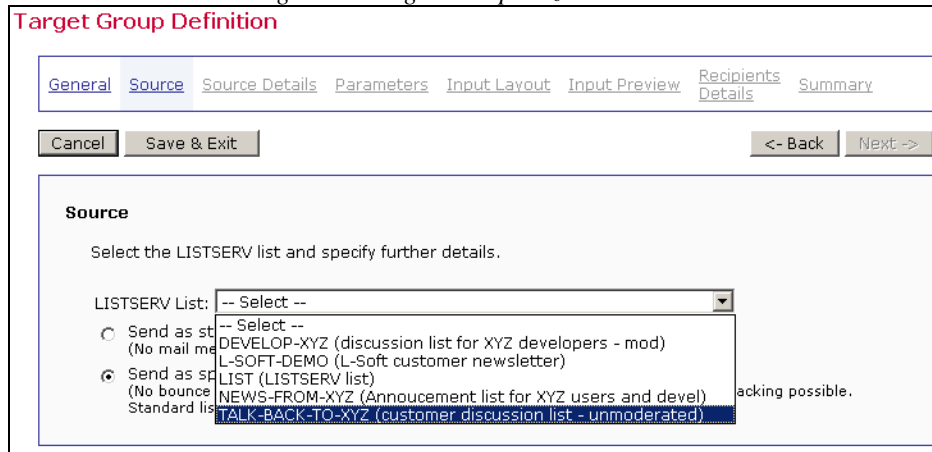 Target Group Definition
General Source Source Details Parameters Input Layout Input Preview Recipients Details Summary
Cancel Save & Exit <- Back Next ->
Source
Select the LISTSERV list and specify further details.
LISTSERV List: -- Select --
-- Select --
DEVELOP-XYZ (discussion list for XYZ developers - mod)
L-SOFT-DEMO (L-Soft customer newsletter)
LIST (LISTSERV list)
NEWS-FROM-XYZ (Annoucement list for XYZ users and devel)
TALK-BACK-TO-XYZ (customer discussion list - unmoderated)
Send as st
(No mail me
Send as sp
(No bounce acking possible.
Standard lis